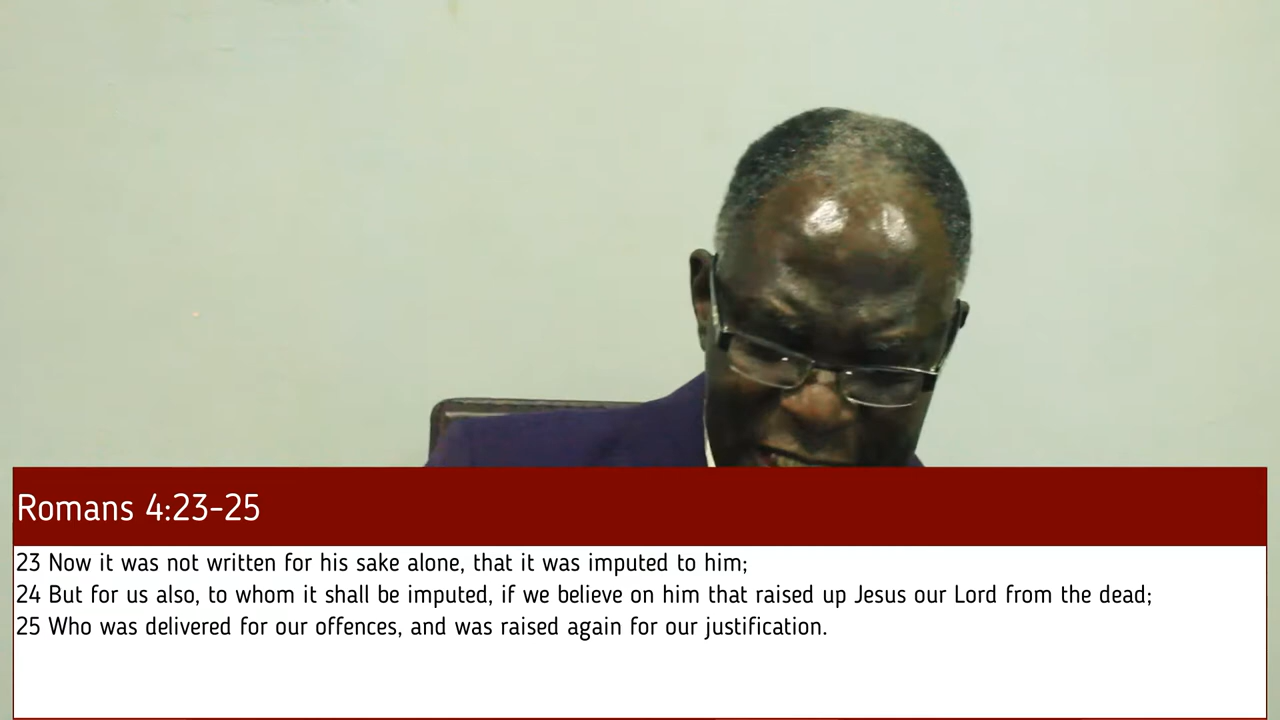 Romans 4:23-25
23 Now it was not written for his sake alone, that it was imputed to him;
24 But for us also, to whom it shall be imputed, if we believe on him that raised up Jesus our Lord from the dead;
25 Who was delivered for our offences, and was raised again for our justification.